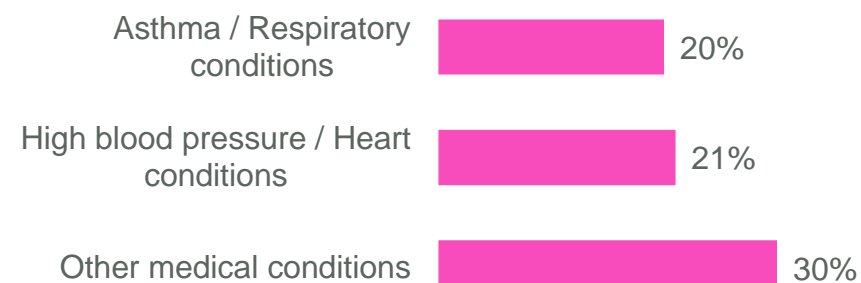 Asthma / Respiratory
conditions
20%
High blood pressure / Heart
conditions
21%
Other medical conditions
30%